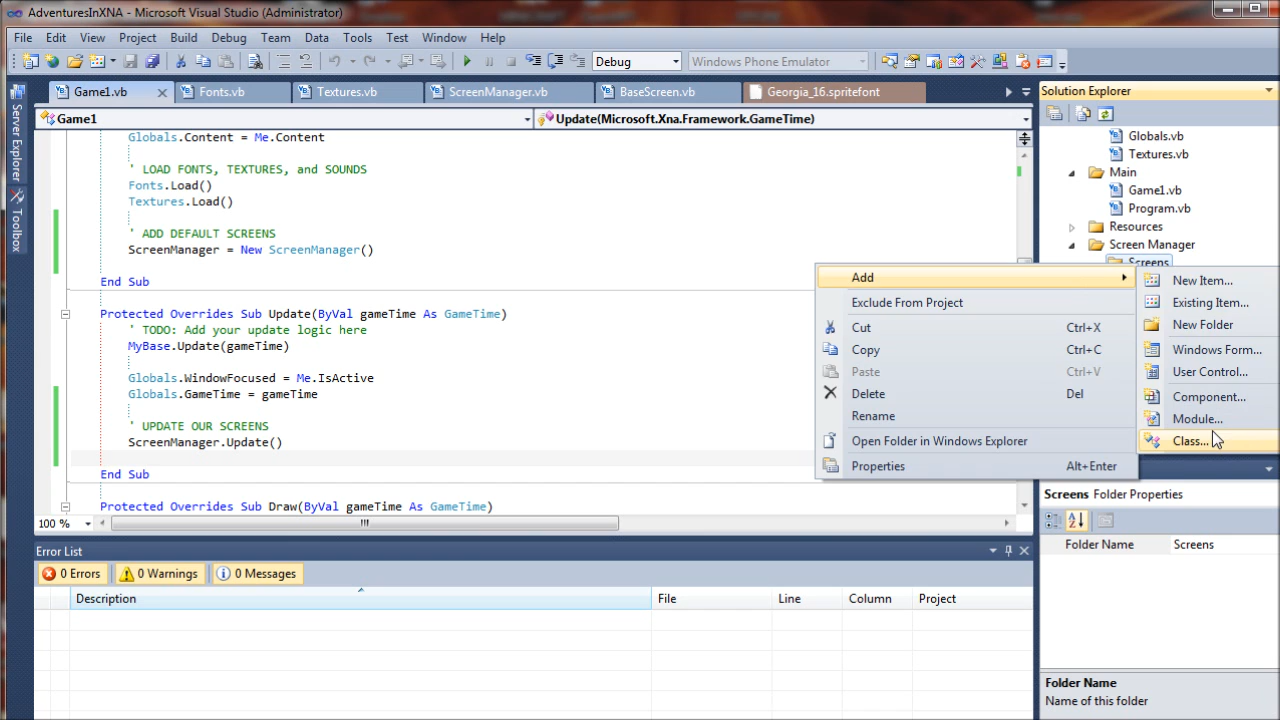 AdventuresInXNA - Microsoft Visual Studio (Administrator)
File Edit View Project Build Debug Team Data Tools Test Window Help
Debug Windows Phone Emulator
Game1.vb Fonts.vb Textures.vb ScreenManager.vb BaseScreen.vb Georgia_16.spritefont
Game1 Update(Microsoft.Xna.Framework.GameTime)
Server Explorer
Toolbox
Globals.Content = Me.Content
' LOAD FONTS, TEXTURES, and SOUNDS
Fonts.Load()
Textures.Load()
' ADD DEFAULT SCREENS
ScreenManager = New ScreenManager()
End Sub
Protected Overrides Sub Update(ByVal gameTime As GameTime)
' TODO: Add your update logic here
MyBase.Update(gameTime)
Globals.WindowFocused = Me.IsActive
Globals.GameTime = gameTime
' UPDATE OUR SCREENS
ScreenManager.Update()
End Sub
Protected Overrides Sub Draw(ByVal gameTime As GameTime)
100 %
Solution Explorer
Globals.vb
Textures.vb
Main
Game1.vb
Program.vb
Resources
Screen Manager
Screens
Add
Exclude From Project
Cut Ctrl+X
Copy Ctrl+C
Paste Ctrl+V
Delete Del
Rename
Open Folder in Windows Explorer
Properties Alt+Enter
New Item...
Existing Item...
New Folder
Windows Form...
User Control...
Component...
Module...
Class...
Screens Folder Properties
Folder Name Screens
Folder Name
Name of this folder
Error List
0 Errors 0 Warnings 0 Messages
Description File Line Column Project